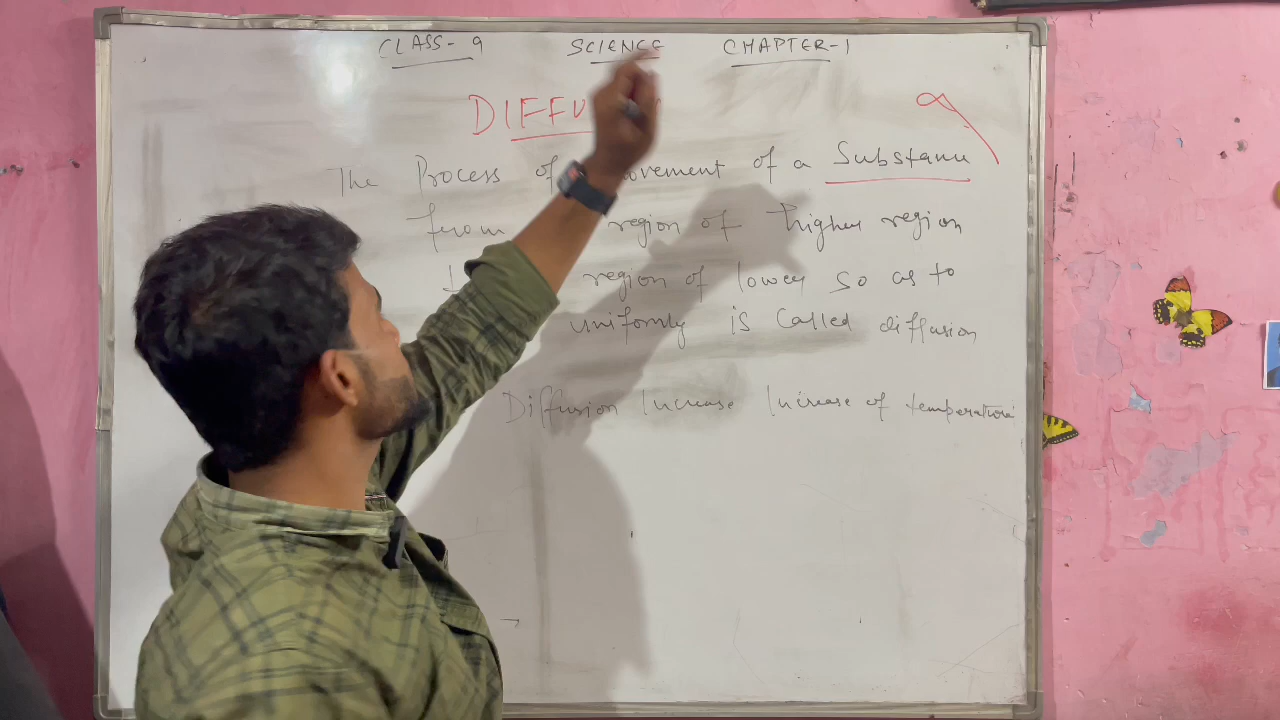 CLASS-9 SCIENCE CHAPTER-1
DIFFU
The Process of movement of a Substance
from region of higher region
region of lower so as to
uniformly is called diffusion
Diffusion Increase Increase of temperature